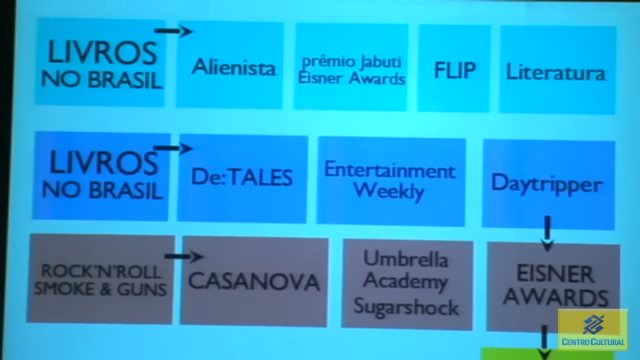 LIVROS
NO BRASIL
Alienista
prêmio Jabuti
Eisner Awards
FLIP
Literatura
LIVROS
NO BRASIL
De:TALES
Entertainment
Weekly
Daytripper
ROCK'N'ROLL
SMOKE & GUNS
CASANOVA
Umbrella
Academy
Sugarshock
EISNER
AWARDS
CENTRO CULTURAL